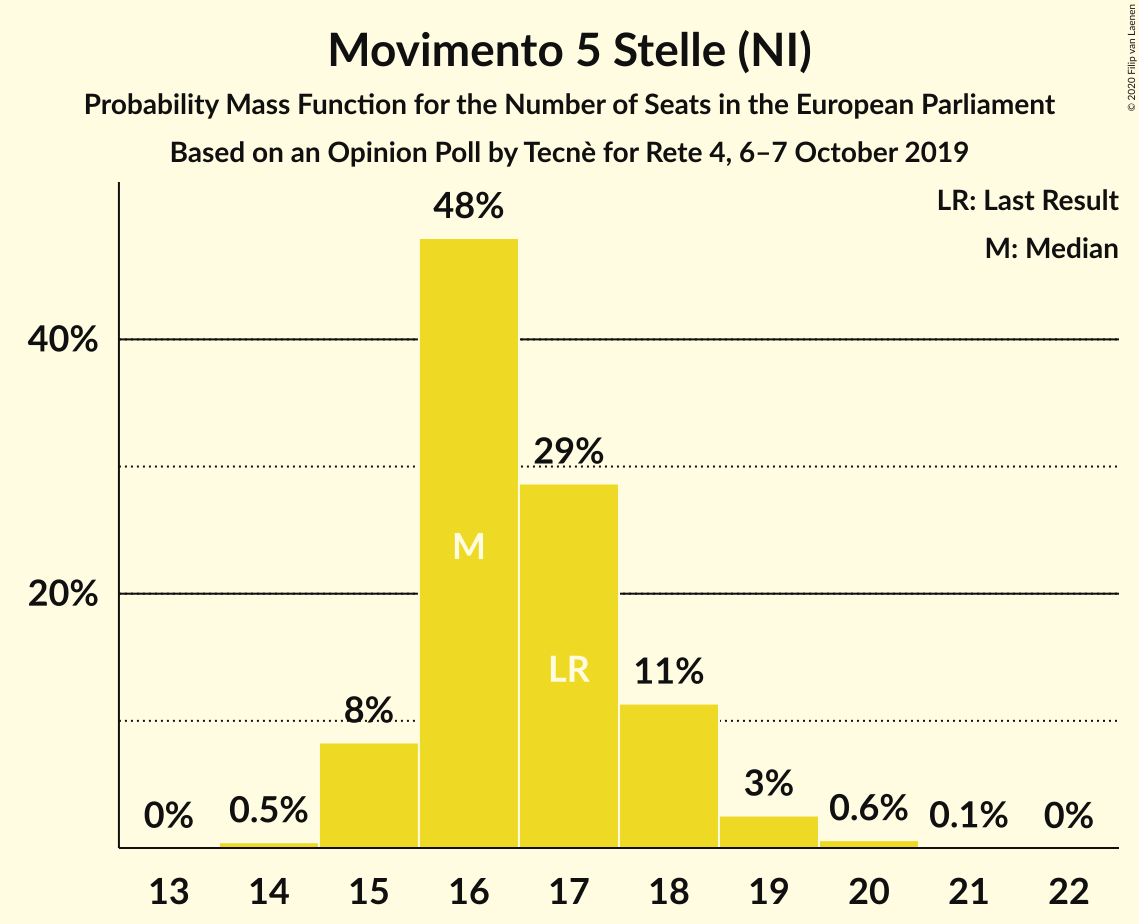 Movimento 5 Stelle (NI)
Probability Mass Function for the Number of Seats in the European Parliament
Based on an Opinion Poll by Tecnè for Rete 4, 6–7 October 2019
© 2020 Filip van Laenen
LR: Last Result
M: Median
48%
40%
29%
M
20%
LR
11%
8%
3%
0% 0.5% 0.6% 0.1% 0%
13 14 15 16 17 18 19 20 21 22